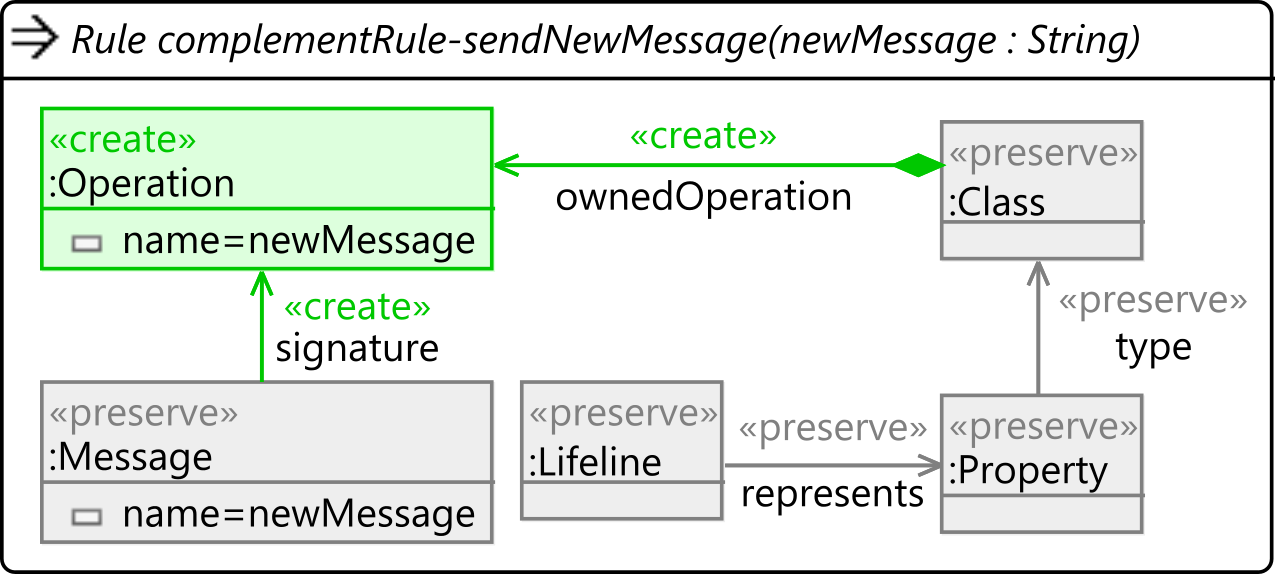 Rule complementRule-sendNewMessage(newMessage : String)
«create»
:Operation
name=newMessage
«create»
ownedOperation
«preserve»
:Class
«create»
signature
«preserve»
type
«preserve»
:Message
name=newMessage
«preserve»
:Lifeline
«preserve»
represents
«preserve»
:Property